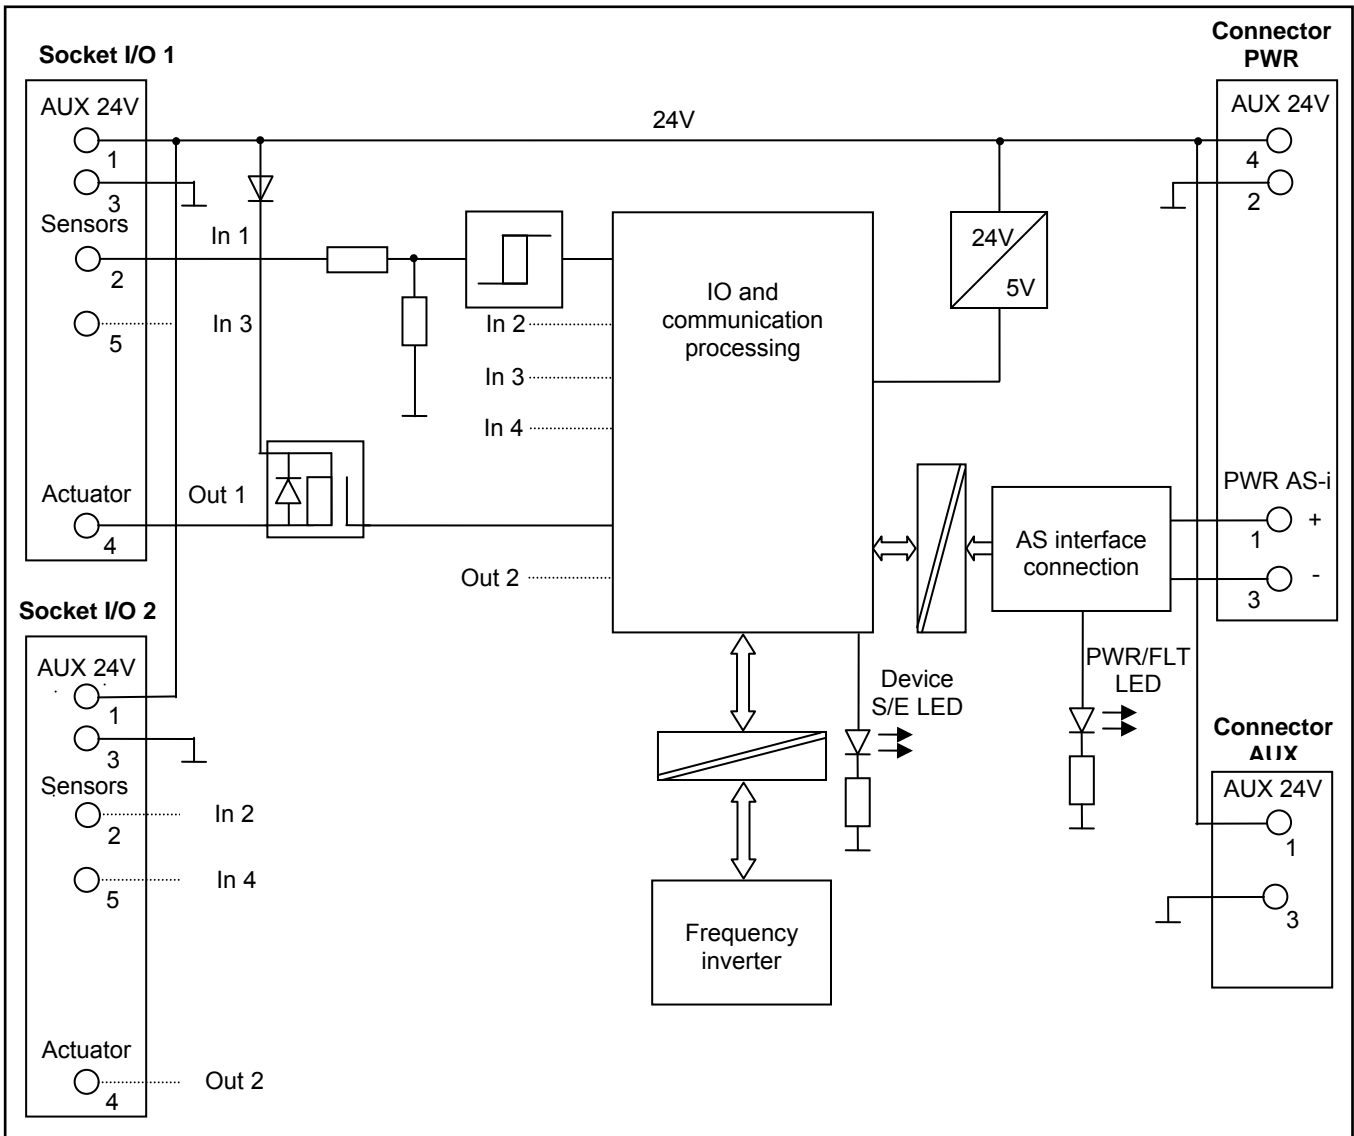 Socket I/O 1
AUX 24V
1
3
Sensors
2
5
Actuator
4
In 1
In 3
Out 1
24V
In 2
In 3
In 4
Out 2
IO and
communication
processing
24V
5V
Connector
PWR
AUX 24V
4
2
PWR AS-i
1
+
3
-
AS interface
connection
PWR/FLT
LED
Device
S/E LED
Frequency
inverter
Socket I/O 2
AUX 24V
1
3
Sensors
2
5
Actuator
4
In 2
In 4
Out 2
Connector
AUX
AUX 24V
1
3